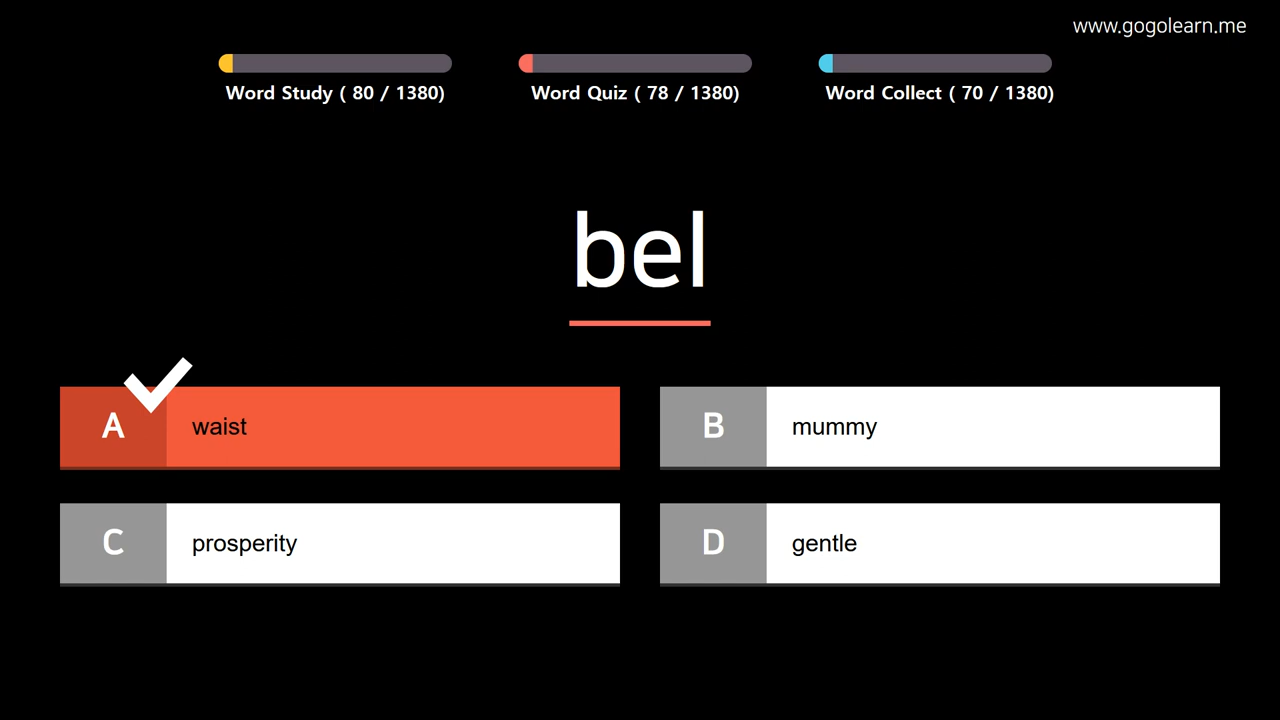 www.gogolearn.me
Word Study ( 80 / 1380)
Word Quiz ( 78 / 1380)
Word Collect ( 70 / 1380)
bel
A waist
B mummy
C prosperity
D gentle